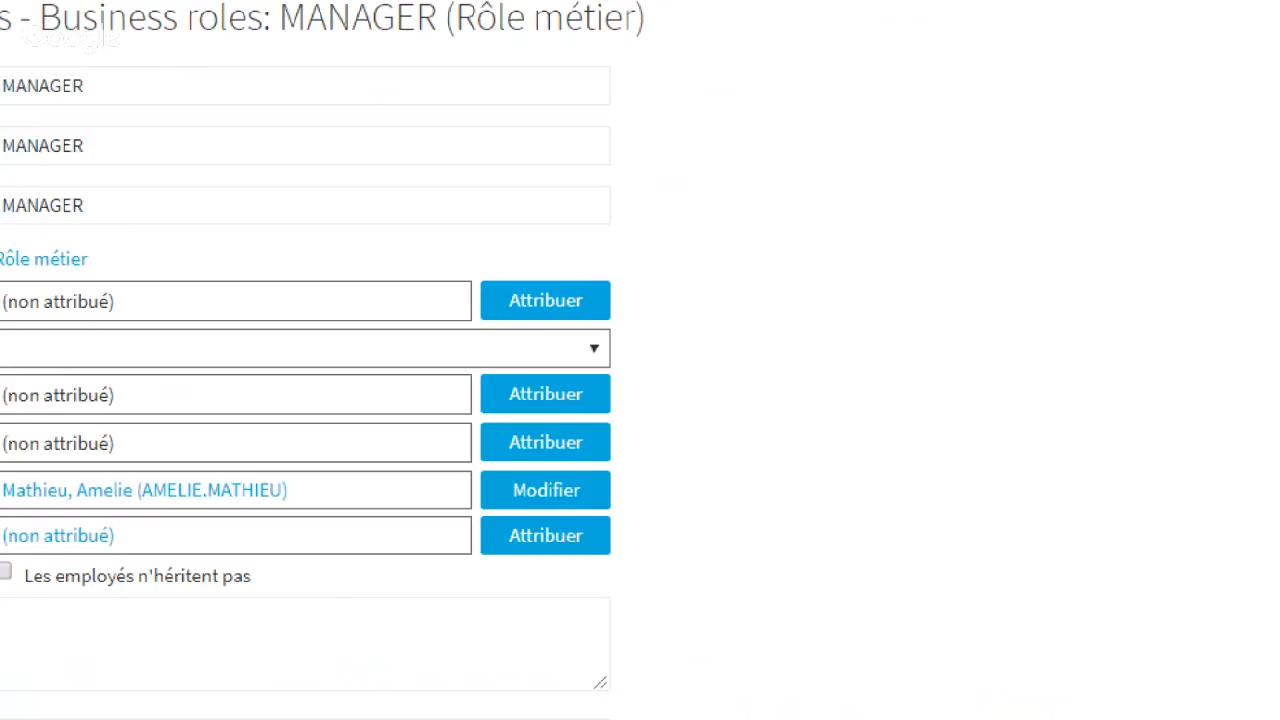 s - Business roles: MANAGER (Rôle métier)
Google
MANAGER
MANAGER
MANAGER
Rôle métier
(non attribué) Attribuer
(non attribué) Attribuer
(non attribué) Attribuer
Mathieu, Amelie (AMELIE.MATHIEU) Modifier
(non attribué) Attribuer
Les employés n'héritent pas